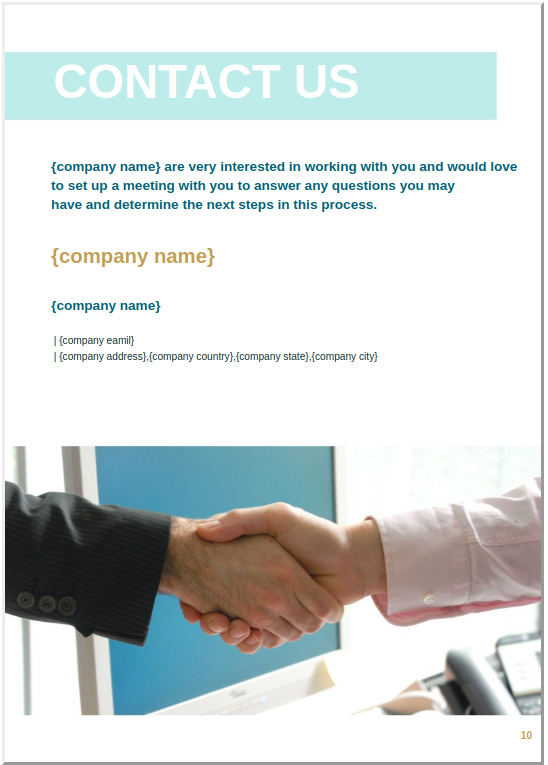 CONTACT US
{company name} are very interested in working with you and would love
to set up a meeting with you to answer any questions you may
have and determine the next steps in this process.
{company name}
{company name}
| {company eamil}
| {company address},{company country},{company state},{company city}
10